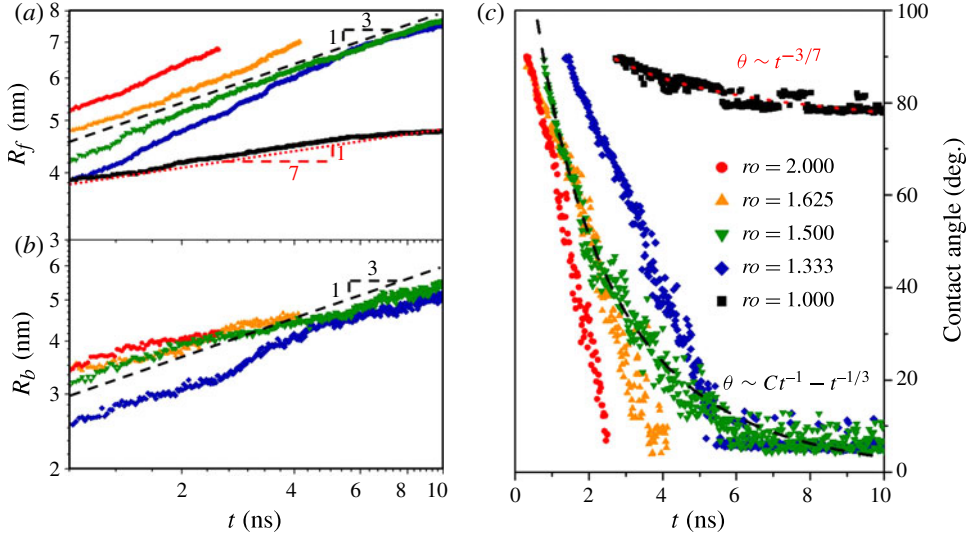 (a)
8
7
6
5
4
3
R_f (nm)
3
1
1
7
(b)
6
5
4
3
2
R_b (nm)
3
1
2
4
6
8
10
t (ns)
(c)
100
80
60
40
20
0
Contact angle (deg.)
θ ~ t^{-3/7}
ro = 2.000
ro = 1.625
ro = 1.500
ro = 1.333
ro = 1.000
θ ~ Ct^{-1} – t^{-1/3}
0
2
4
6
8
10
t (ns)